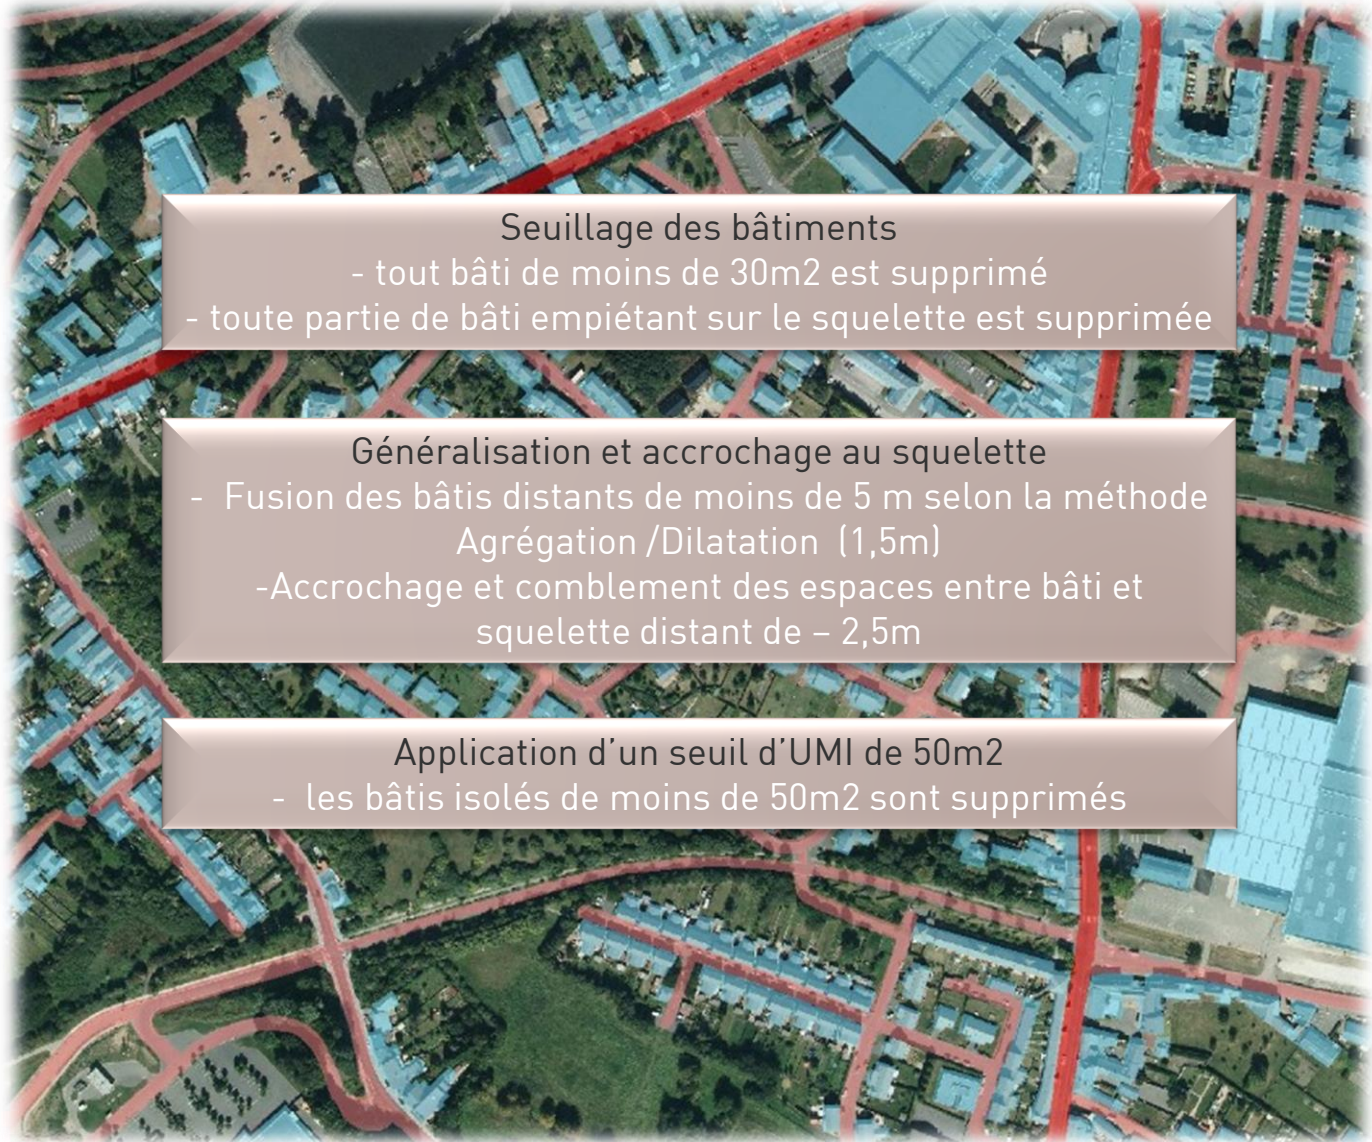 Seuillage des bâtiments
- tout bâti de moins de 30m2 est supprimé
- toute partie de bâti empiétant sur le squelette est supprimée
Généralisation et accrochage au squelette
- Fusion des bâtis distants de moins de 5 m selon la méthode
Agrégation /Dilatation (1,5m)
-Accrochage et comblement des espaces entre bâti et
squelette distant de – 2,5m
Application d’un seuil d’UMI de 50m2
- les bâtis isolés de moins de 50m2 sont supprimés